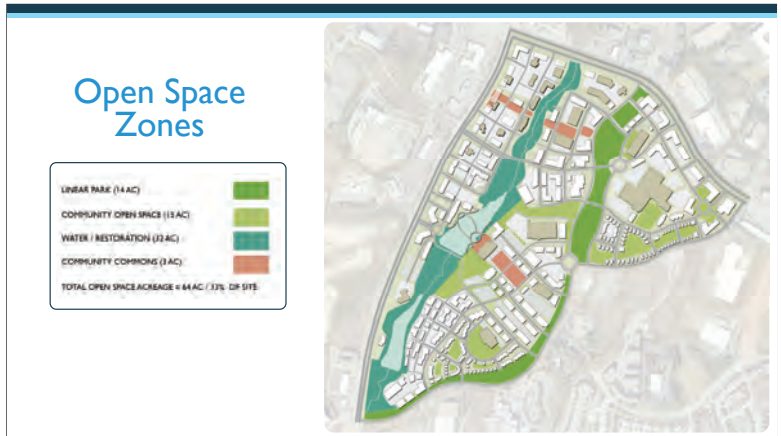 Open Space
Zones
LINEAR PARK (14 AC)
COMMUNITY OPEN SPACE (15 AC)
WATER / RESTORATION (32 AC)
COMMUNITY COMMONS (3 AC)
TOTAL OPEN SPACE ACREAGE = 64 AC / 33% OF SITE